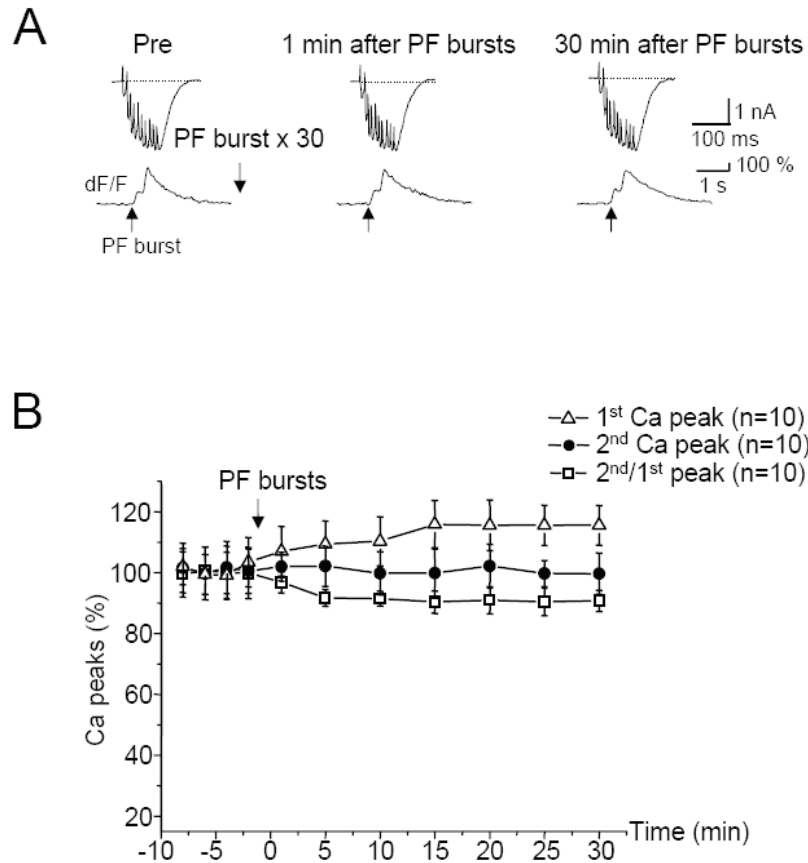 A
Pre
1 min after PF bursts
30 min after PF bursts
PF burst x 30
1 nA
100 ms
dF/F
100 %
1 s
PF burst
B
1st Ca peak (n=10)
2nd Ca peak (n=10)
2nd/1st peak (n=10)
PF bursts
120
100
80
60
40
20
Ca peaks (%)
-10 -5 0 5 10 15 20 25 30
Time (min)